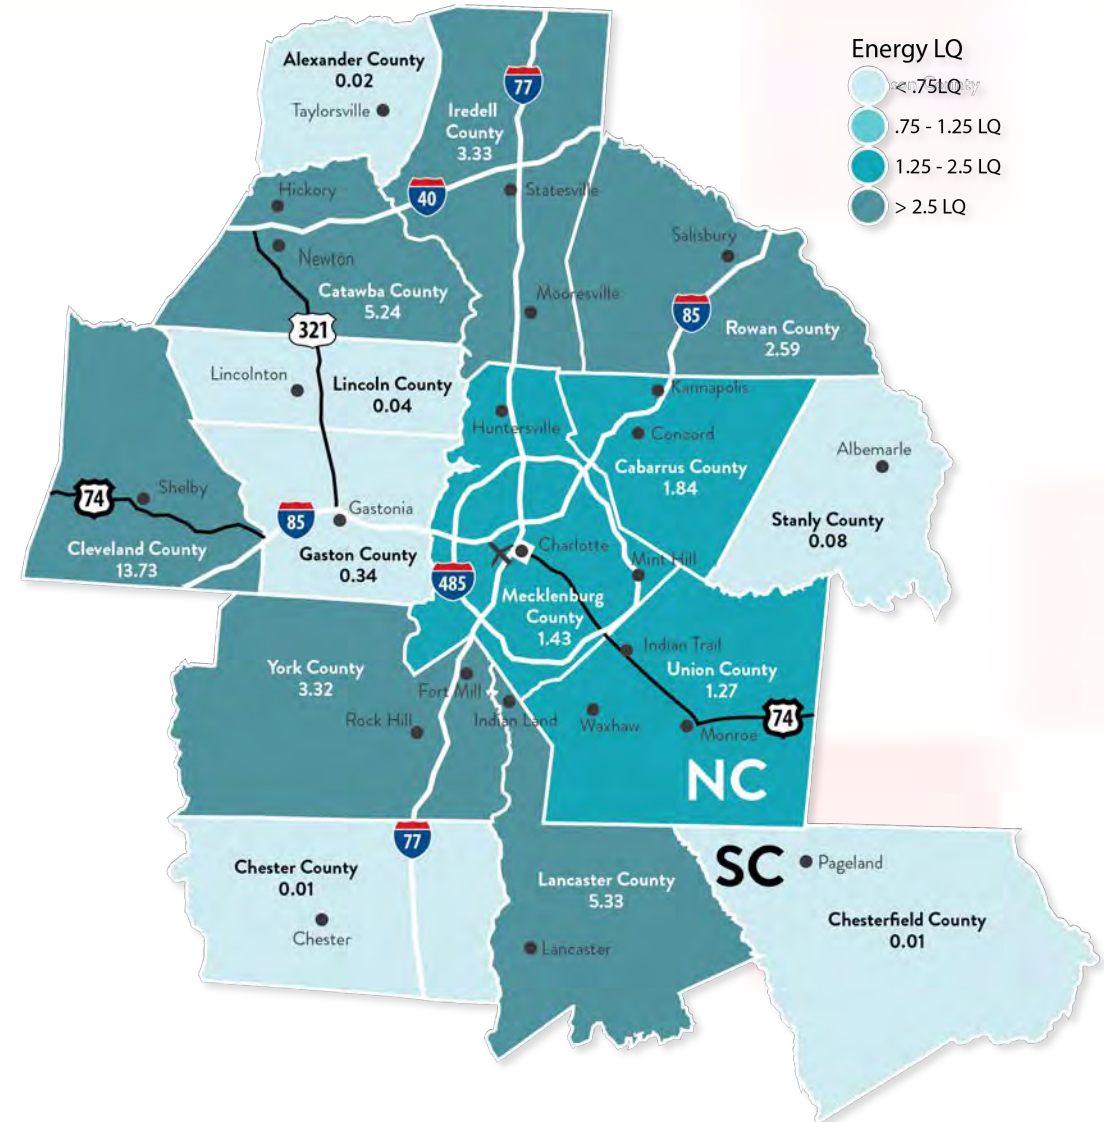 Energy LQ
< .75LQ
.75 - 1.25 LQ
1.25 - 2.5 LQ
> 2.5 LQ
Alexander County
0.02
Taylorsville
77
Iredell
County
3.33
Hickory
40
Statesville
Newton
Salisbury
Catawba County
5.24
Mooresville
85
Rowan County
2.59
321
Lincolnton
Lincoln County
0.04
Kannapolis
Huntersville
Concord
Cabarrus County
1.84
Albemarle
74
Shelby
85
Gastonia
Stanly County
0.08
Cleveland County
13.73
Gaston County
0.34
Charlotte
Mint Hill
485
Mecklenburg
County
1.43
Indian Trail
Union County
1.27
York County
3.32
Fort Mill
Rock Hill
Indian Land
Waxhaw
Monroe
74
NC
77
SC
Pageland
Chester County
0.01
Chester
Lancaster County
5.33
Lancaster
Chesterfield County
0.01